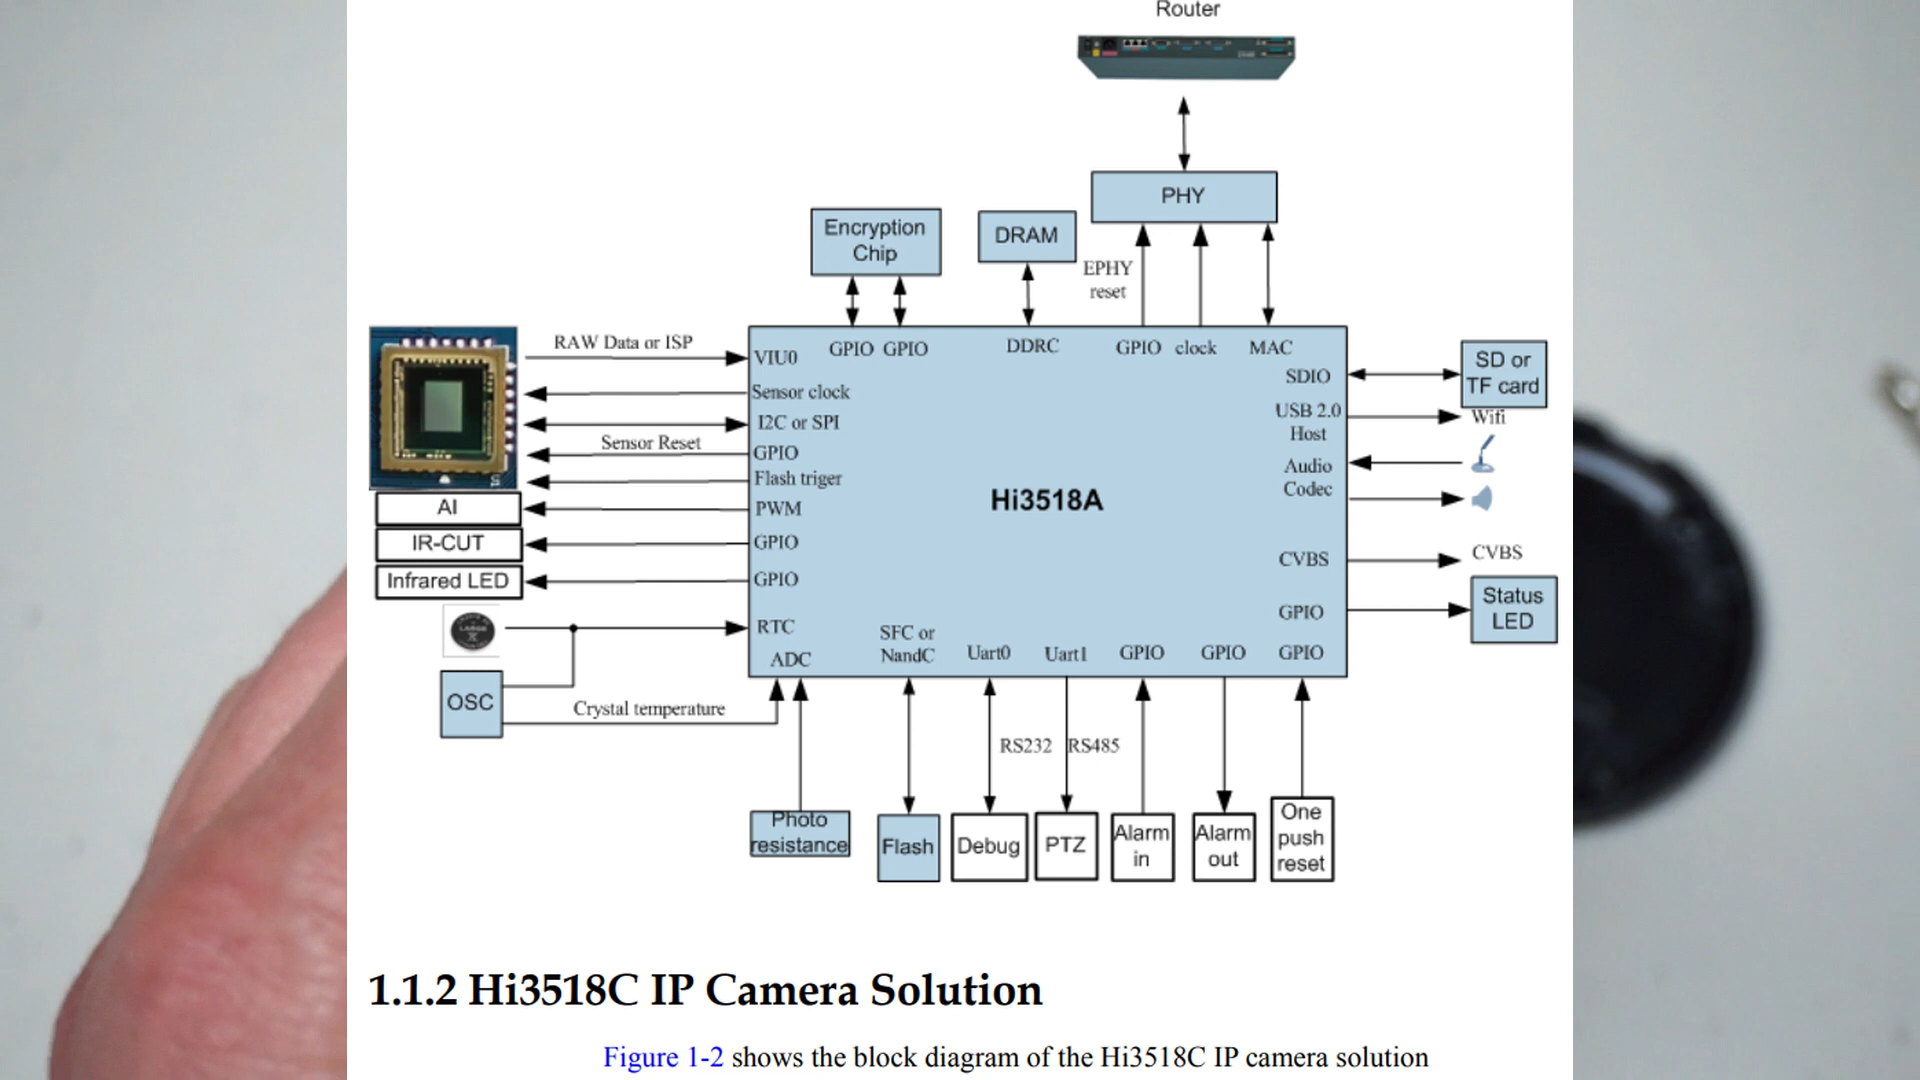 Router
PHY
Encryption
Chip
DRAM
EPHY
reset
RAW Data or ISP
VIU0
GPIO GPIO
DDRC
GPIO clock MAC
Sensor clock
I2C or SPI
Sensor Reset
GPIO
Flash triger
AI
PWM
IR-CUT
GPIO
Infrared LED
GPIO
Hi3518A
SDIO
SD or
TF card
USB 2.0
Host
Wifi
Audio
Codec
CVBS
CVBS
GPIO
Status
LED
RTC
ADC
SFC or
NandC
Uart0
Uart1
GPIO
GPIO
GPIO
OSC
Crystal temperature
RS232
RS485
Photo
resistance
Flash
Debug
PTZ
Alarm
in
Alarm
out
One
push
reset
1.1.2 Hi3518C IP Camera Solution
Figure 1-2 shows the block diagram of the Hi3518C IP camera solution